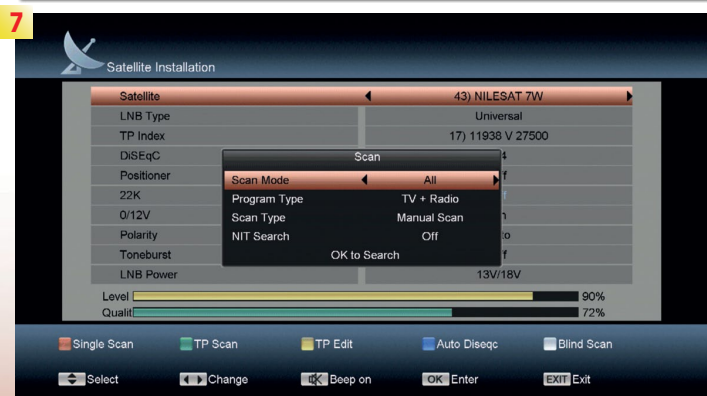 7
Satellite Installation
Satellite 43) NILESAT 7W
LNB Type Universal
TP Index 17) 11938 V 27500
DiSEqC
Scan
Positioner
Scan Mode All
22K
Program Type TV + Radio
0/12V
Scan Type Manual Scan
Polarity
NIT Search Off
Toneburst
OK to Search
LNB Power 13V/18V
Level 90%
Qualit 72%
Single Scan TP Scan TP Edit Auto Diseqc Blind Scan
Select Change Beep on OK Enter EXIT Exit